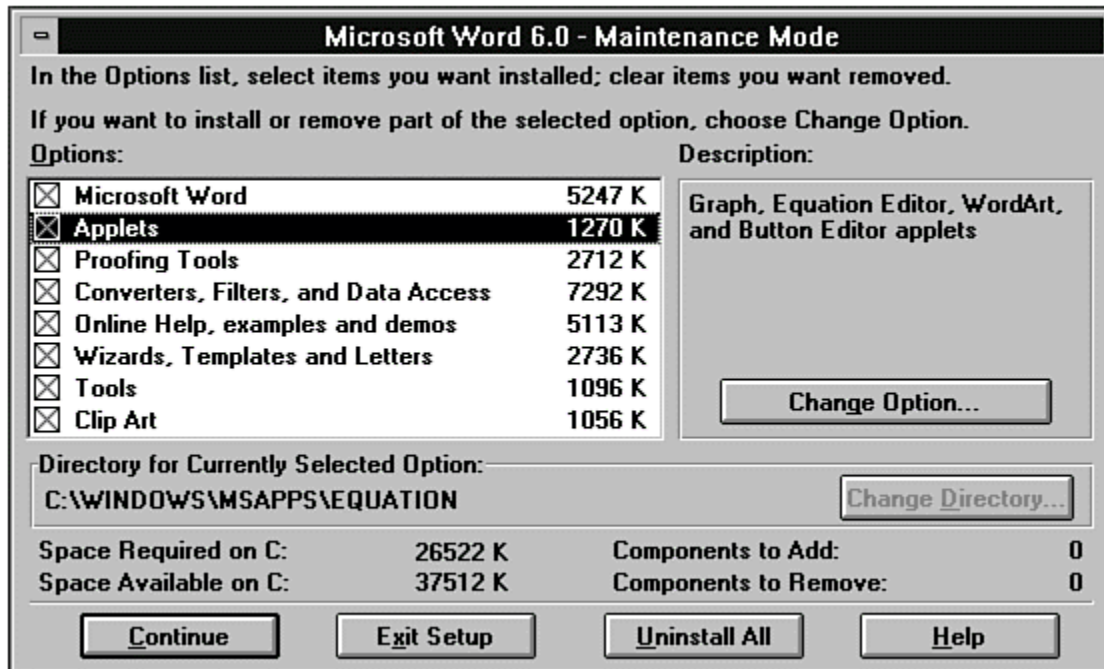 Microsoft Word 6.0 - Maintenance Mode
In the Options list, select items you want installed; clear items you want removed.
If you want to install or remove part of the selected option, choose Change Option.
Options:
Description:
Microsoft Word 5247 K
Applets 1270 K
Proofing Tools 2712 K
Converters, Filters, and Data Access 7292 K
Online Help, examples and demos 5113 K
Wizards, Templates and Letters 2736 K
Tools 1096 K
Clip Art 1056 K
Graph, Equation Editor, WordArt,
and Button Editor applets
Change Option...
Directory for Currently Selected Option:
C:\WINDOWS\MSAPPS\EQUATION
Change Directory...
Space Required on C: 26522 K
Components to Add: 0
Space Available on C: 37512 K
Components to Remove: 0
Continue
Exit Setup
Uninstall All
Help